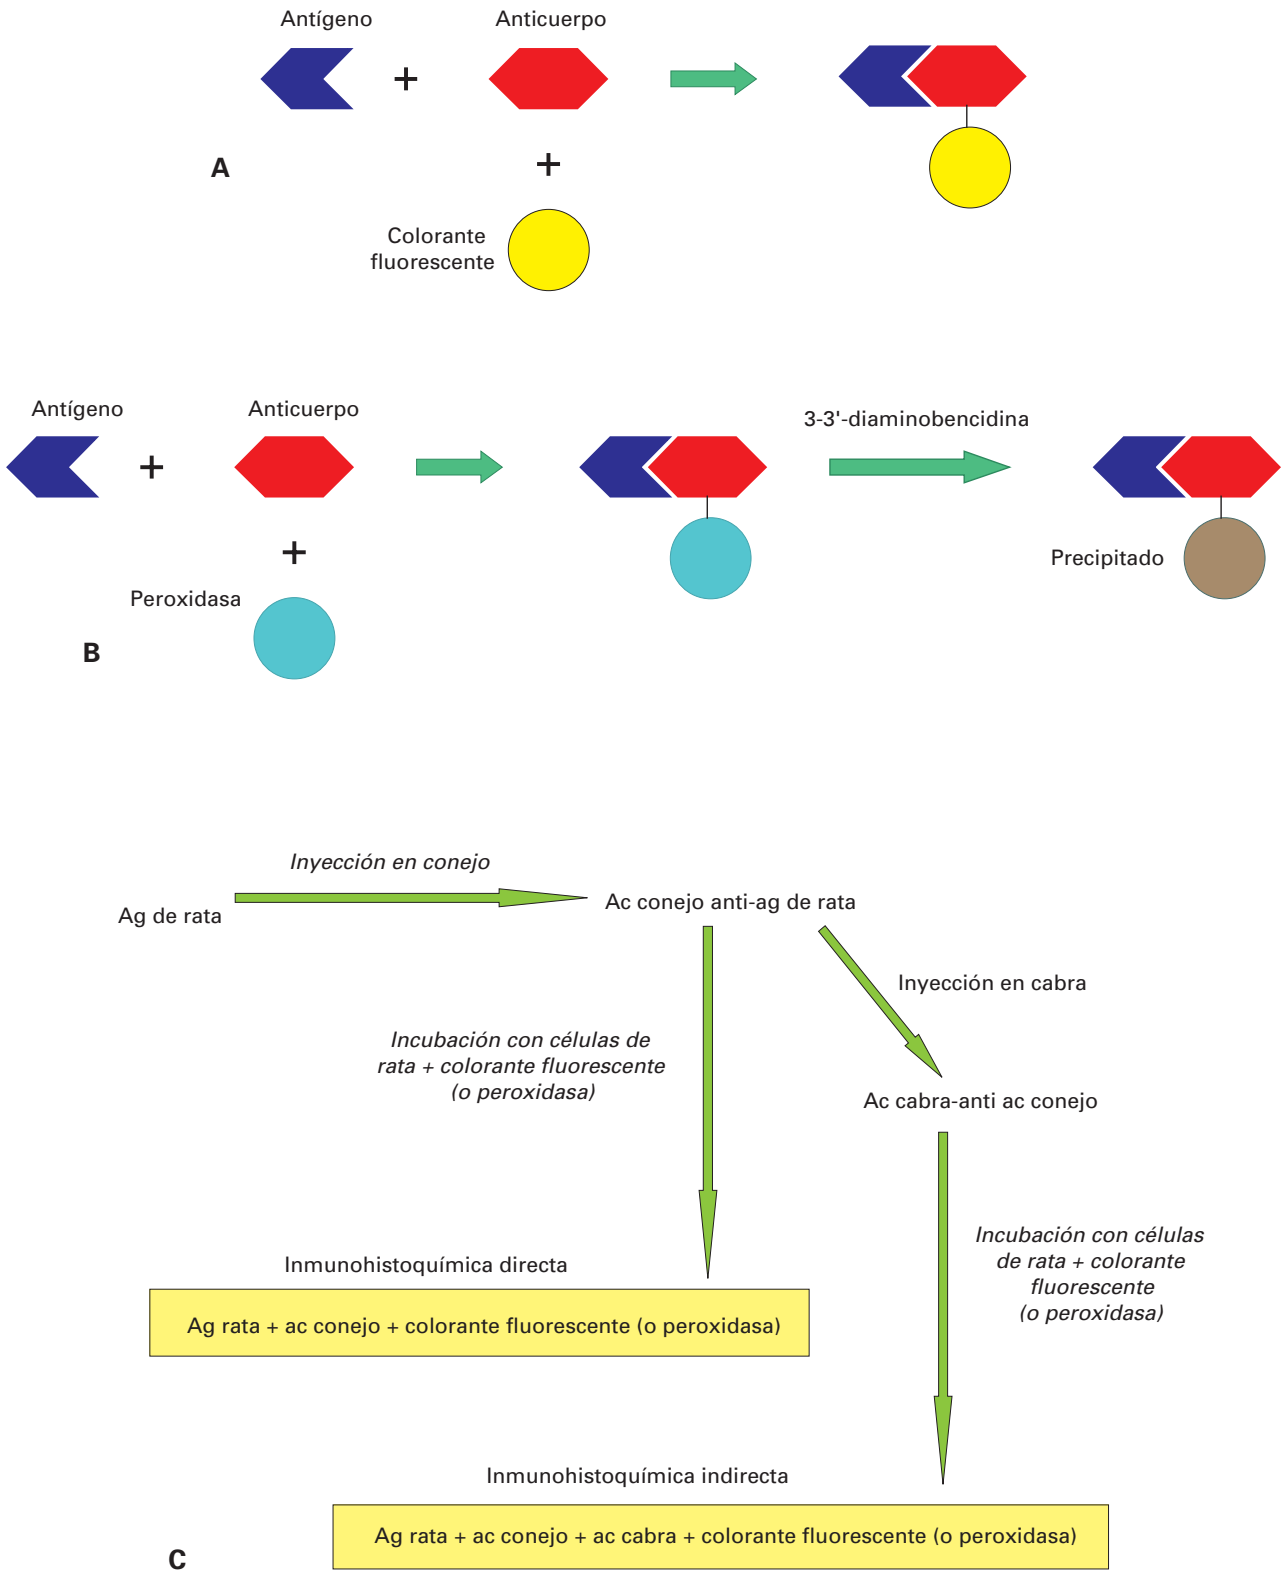 Antígeno
Anticuerpo
+
+
A
Colorante
fluorescente
Antígeno
Anticuerpo
3-3'-diaminobencidina
+
+
Precipitado
Peroxidasa
B
Inyección en conejo
Ag de rata
Ac conejo anti-ag de rata
Inyección en cabra
Incubación con células de
rata + colorante fluorescente
(o peroxidasa)
Ac cabra-anti ac conejo
Incubación con células
de rata + colorante
fluorescente
(o peroxidasa)
Inmunohistoquímica directa
Ag rata + ac conejo + colorante fluorescente (o peroxidasa)
Inmunohistoquímica indirecta
Ag rata + ac conejo + ac cabra + colorante fluorescente (o peroxidasa)
C